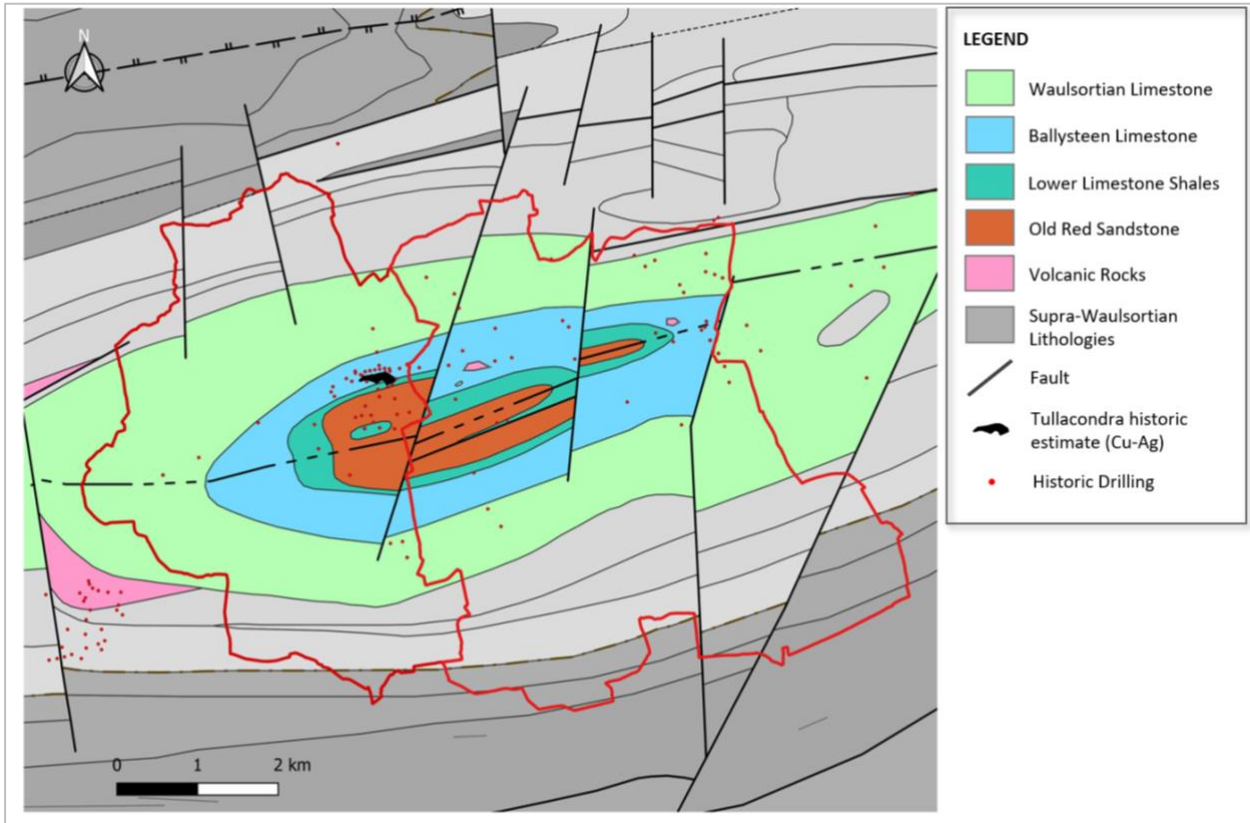 N
0 1 2 km
LEGEND
Waulsortian Limestone
Ballysteen Limestone
Lower Limestone Shales
Old Red Sandstone
Volcanic Rocks
Supra-Waulsortian
Lithologies
Fault
Tullacondra historic
estimate (Cu-Ag)
Historic Drilling